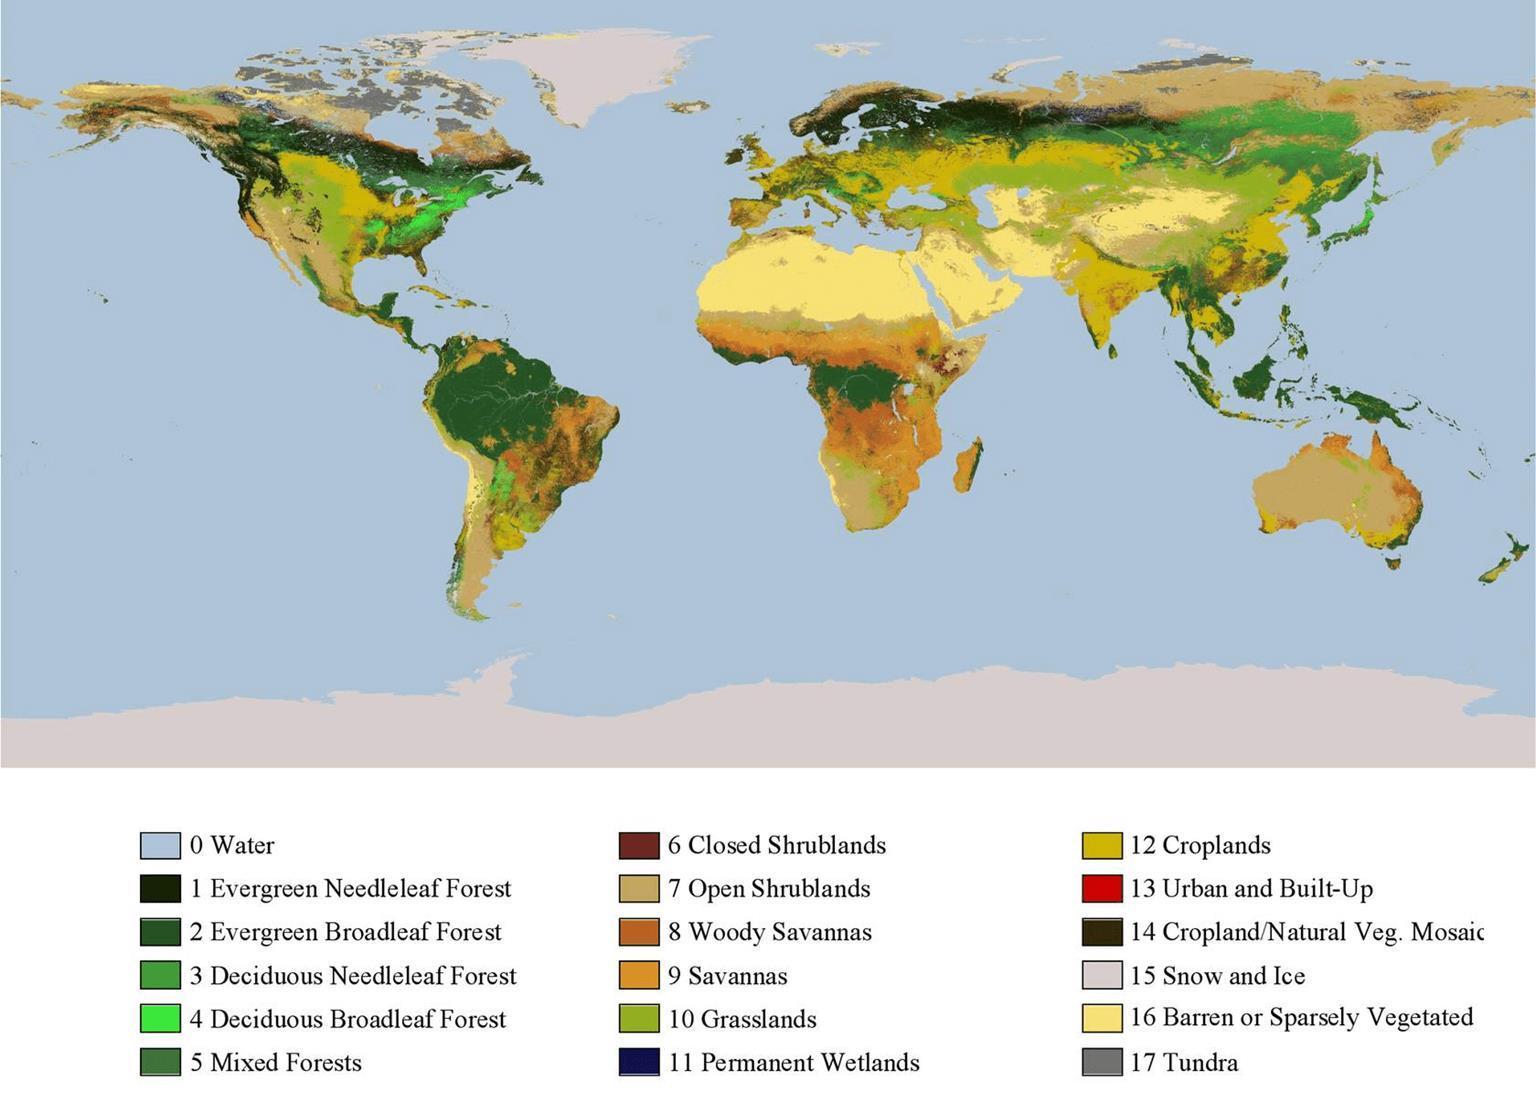 0 Water
1 Evergreen Needleleaf Forest
2 Evergreen Broadleaf Forest
3 Deciduous Needleleaf Forest
4 Deciduous Broadleaf Forest
5 Mixed Forests
6 Closed Shrublands
7 Open Shrublands
8 Woody Savannas
9 Savannas
10 Grasslands
11 Permanent Wetlands
12 Croplands
13 Urban and Built-Up
14 Cropland/Natural Veg. Mosaic
15 Snow and Ice
16 Barren or Sparsely Vegetated
17 Tundra